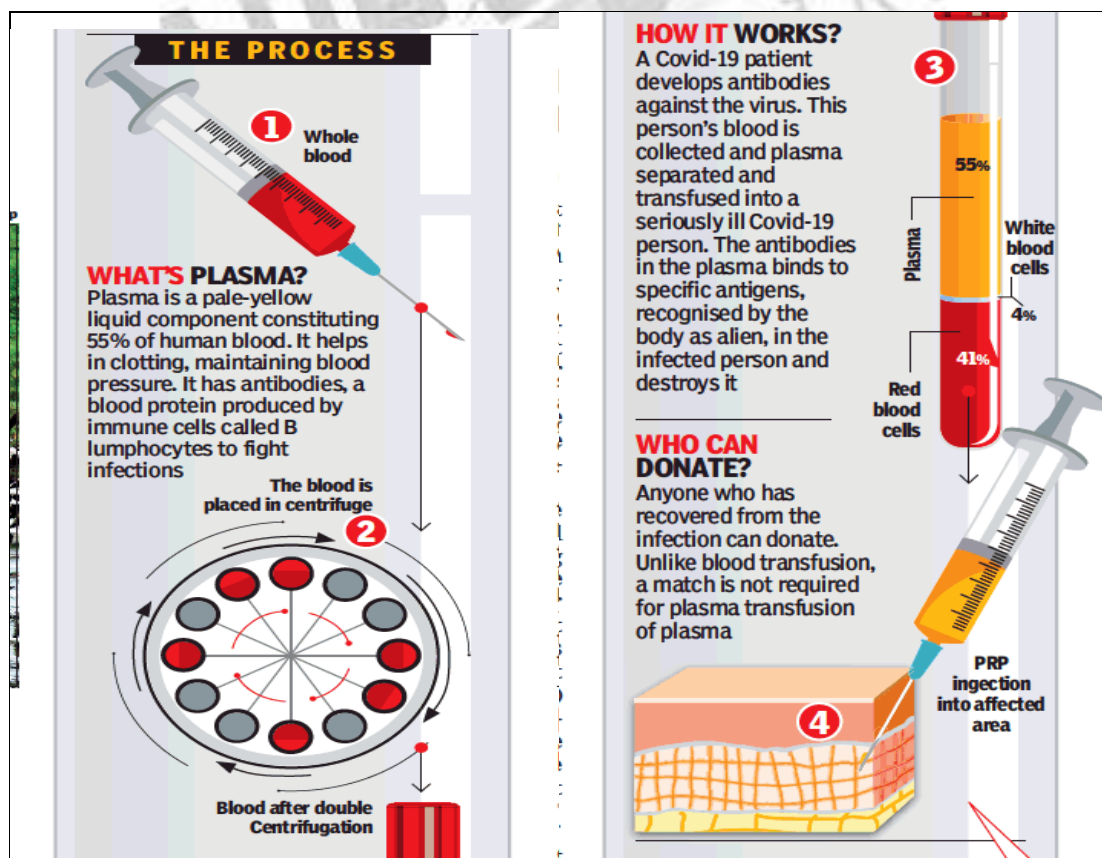 THE PROCESS
1
Whole
blood
WHAT'S PLASMA?
Plasma is a pale-yellow
liquid component constituting
55% of human blood. It helps
in clotting, maintaining blood
pressure. It has antibodies, a
blood protein produced by
immune cells called B
lumphocytes to fight
infections
The blood is
placed in centrifuge
2
Blood after double
Centrifugation
HOW IT WORKS?
A Covid-19 patient
develops antibodies
against the virus. This
person's blood is
collected and plasma
separated and
transfused into a
seriously ill Covid-19
person. The antibodies
in the plasma binds to
specific antigens,
recognised by the
body as alien, in the
infected person and
destroys it
3
55%
Plasma
White
blood
cells
4%
41%
Red
blood
cells
WHO CAN
DONATE?
Anyone who has
recovered from the
infection can donate.
Unlike blood transfusion,
a match is not required
for plasma transfusion
of plasma
PRP
ingection
into affected
area
4